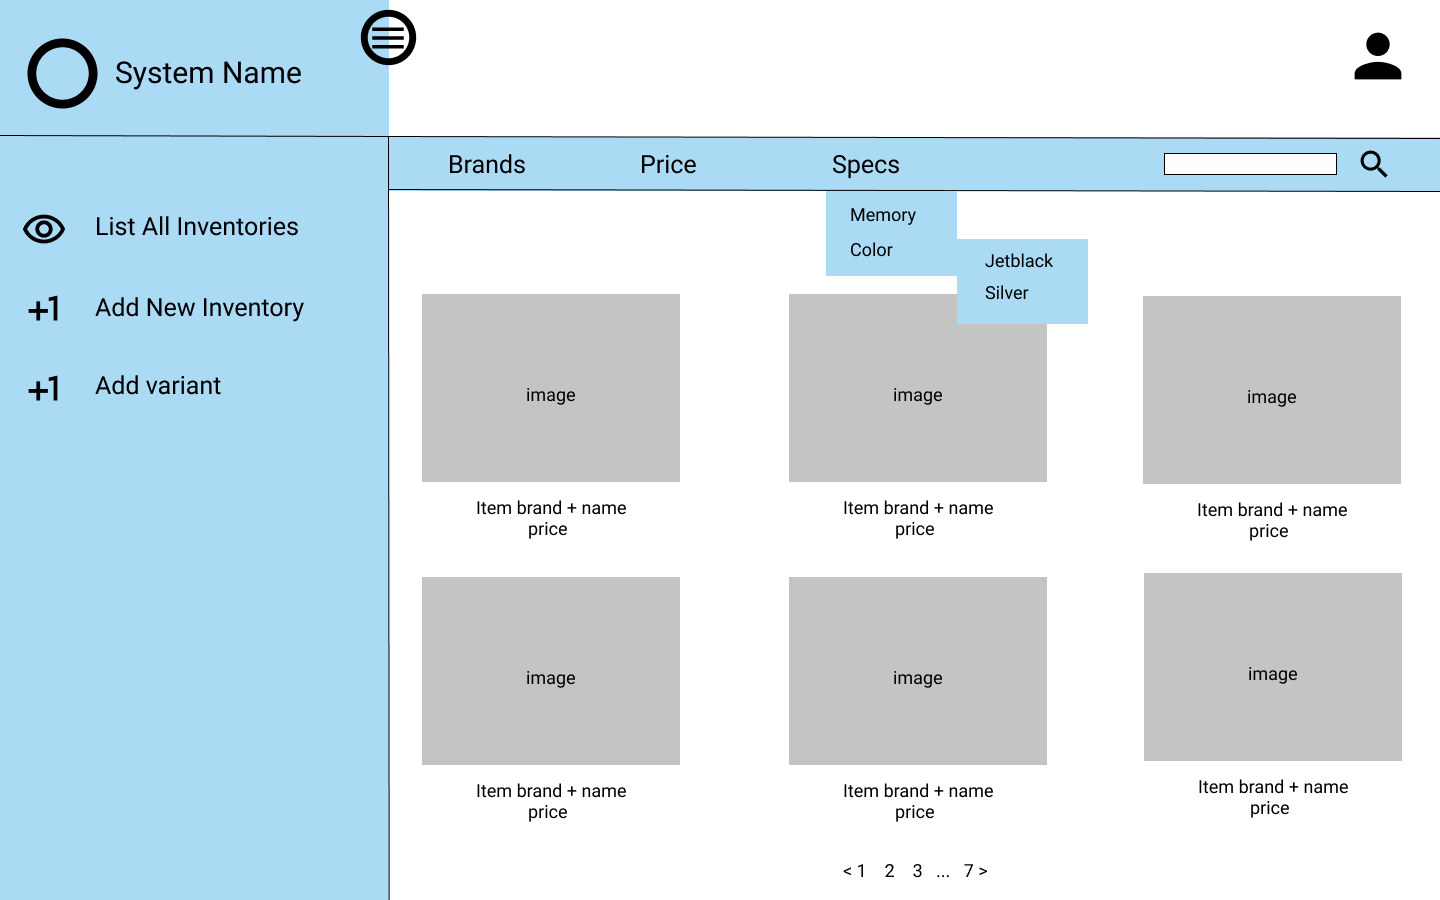 System Name
Brands Price Specs
List All Inventories
+1 Add New Inventory
+1 Add variant
Memory
Color
Jetblack
Silver
image image image
Item brand + name Item brand + name Item brand + name
price price price
image image image
Item brand + name Item brand + name Item brand + name
price price price
< 1 2 3 ... 7 >